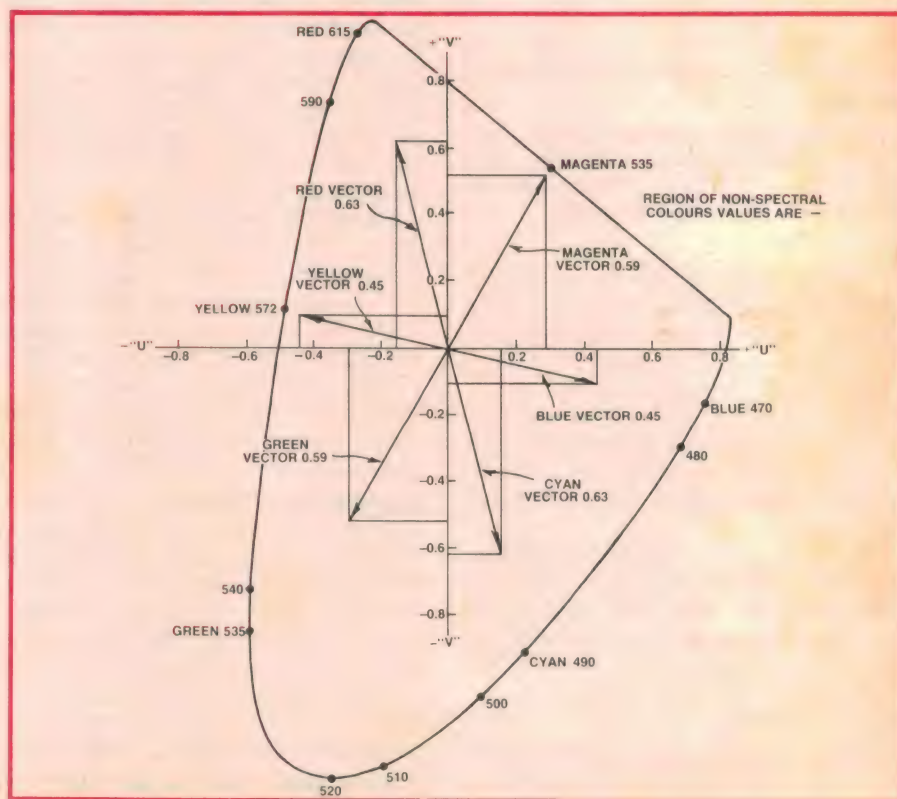 RED 615
+"V"
0.8
590
0.6
MAGENTA 535
RED VECTOR
0.63
REGION OF NON-SPECTRAL
COLOURS VALUES ARE –
0.4
MAGENTA
VECTOR 0.59
YELLOW
VECTOR 0.45
0.2
YELLOW 572
–"U"
–0.8
–0.6
–0.4
–0.2
0.2
0.4
0.6
0.8
+"U"
BLUE 470
–0.2
BLUE VECTOR 0.45
GREEN
VECTOR 0.59
480
–0.4
CYAN
VECTOR 0.63
–0.6
540
–0.8
GREEN 535
–"V"
CYAN 490
500
510
520